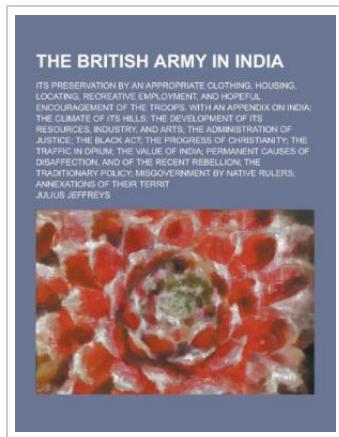 THE BRITISH ARMY IN INDIA
ITS PRESERVATION BY AN APPROPRIATE CLOTHING, HOUSING,
LOCATING, RECREATIVE EMPLOYMENT, AND HOPEFUL
ENCOURAGEMENT OF THE TROOPS. WITH AN APPENDIX ON INDIA;
THE CLIMATE OF ITS HILLS; THE DEVELOPMENT OF ITS
RESOURCES, INDUSTRY, AND ARTS; THE ADMINISTRATION OF
JUSTICE; THE BLACK ACT; THE PROGRESS OF CHRISTIANITY; THE
TRAFFIC IN OPIUM; THE VALUE OF INDIA; PERMANENT CAUSES OF
DISAFFECTION, AND OF THE RECENT REBELLION; THE
TRADITIONARY POLICY; MISGOVERNMENT BY NATIVE RULERS;
ANNEXATIONS OF THEIR TERRIT
JULIUS JEFFREYS